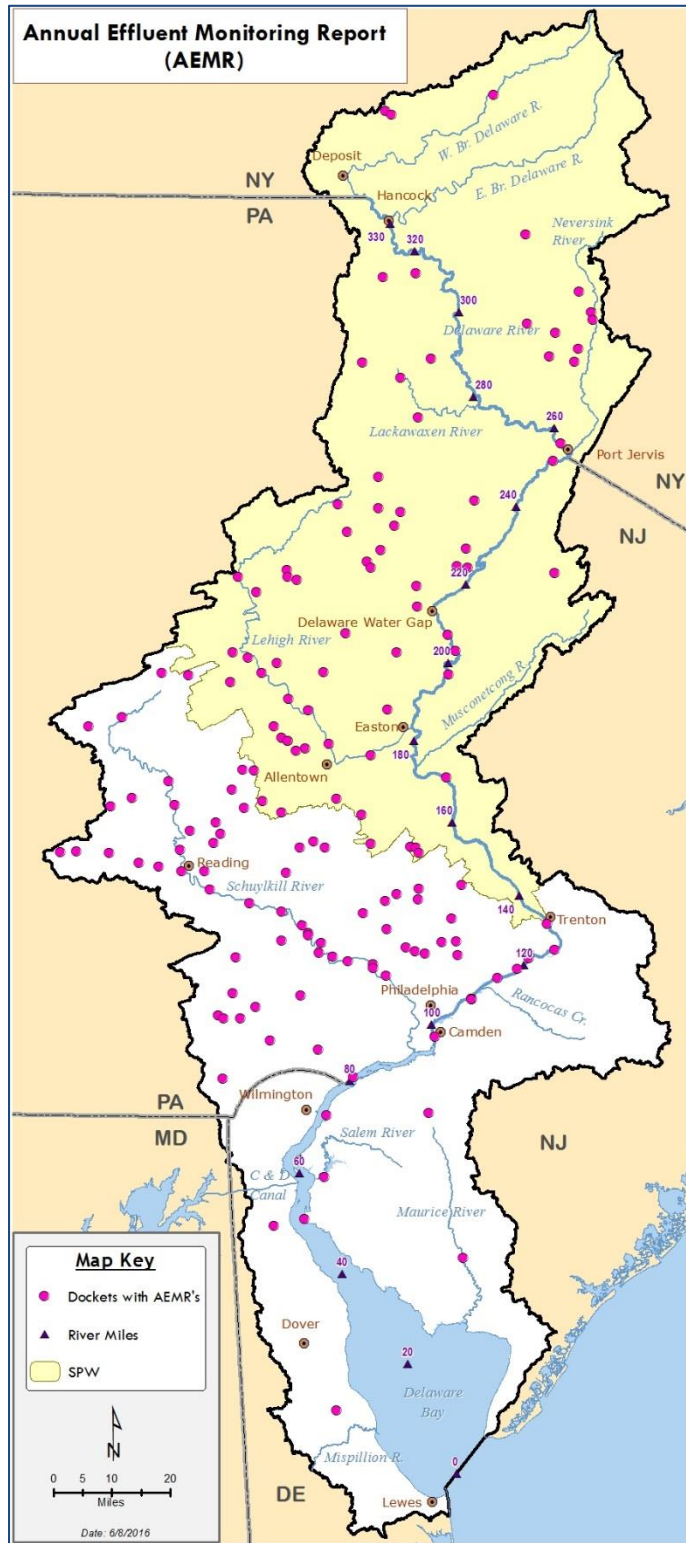 Annual Effluent Monitoring Report
(AEMR)
W. Br. Delaware R.
Deposit
E. Br. Delaware R.
NY
PA
Hancock
Neversink
River
330
320
300
Delaware River
280
Lackawaxen River
260
Port Jervis
NY
NJ
240
220
Delaware Water Gap
Lehigh River
200
Musconetcong R.
Easton
180
Allentown
160
Reading
Schuylkill River
140
Trenton
120
Philadelphia
Rancocas Cr.
100
Camden
80
PA
MD
Wilmington
Salem River
NJ
60
C & D
Canal
Maurice River
40
Dover
20
Delaware
Bay
Mispillion R.
0
DE
Lewes
Map Key
Dockets with AEMR's
River Miles
SPW
N
0 5 10 20
Miles
Date: 6/8/2016